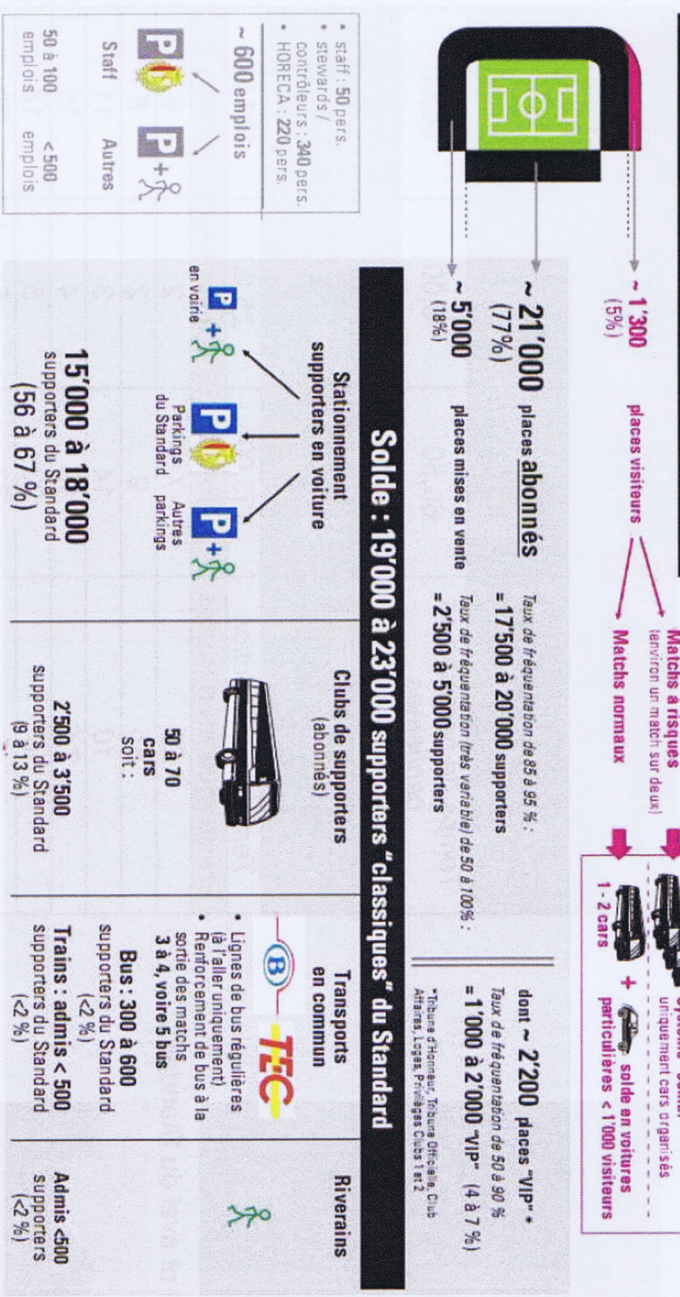 ~ 1'300
(5%)
places visiteurs
Matchs à risques
(environ un match sur deux)
Matchs normaux
uniquement cars organisés
1 - 2 cars
+
solde en voitures
particulières < 1'000 visiteurs
~ 21'000
(77%)
places abonnés
Taux de fréquentation de 85 à 95 % :
= 17'500 à 20'000 supporters
~ 5'000
(18%)
places mises en vente
Taux de fréquentation (très variable) de 50 à 100% :
= 2'500 à 5'000 supporters
dont ~ 2'200 places "VIP" *
Taux de fréquentation de 50 à 90 %
= 1'000 à 2'000 "VIP" (4 à 7 %)
*Tribune d'Honneur, Tribune Officielle, Club
Affaires, Loges, Privilèges Clubs 1 et 2
Solde : 19'000 à 23'000 supporters "classiques" du Standard
• staff : 50 pers.
• stewards /
contrôleurs : 340 pers.
• HORECA : 220 pers.
~ 600 emplois
P
P+
Staff
Autres
50 à 100
emplois
<500
emplois
Stationnement
supporters en voiture
P +
en voirie
P
Parkings
du Standard
P+
Autres
parkings
15'000 à 18'000
supporters du Standard
(56 à 67 %)
Clubs de supporters
(abonnés)
50 à 70
cars
soit :
2'500 à 3'500
supporters du Standard
(9 à 13 %)
Transports
en commun
B
TEC
• Lignes de bus régulières
(à l'aller uniquement)
• Renforcement de bus à la
sortie des matchs
3 à 4, voire 5 bus
Bus : 300 à 600
supporters du Standard
(<2 %)
Trains : admis < 500
supporters du Standard
(<2 %)
Riverains
Admis <500
supporters
(<2 %)